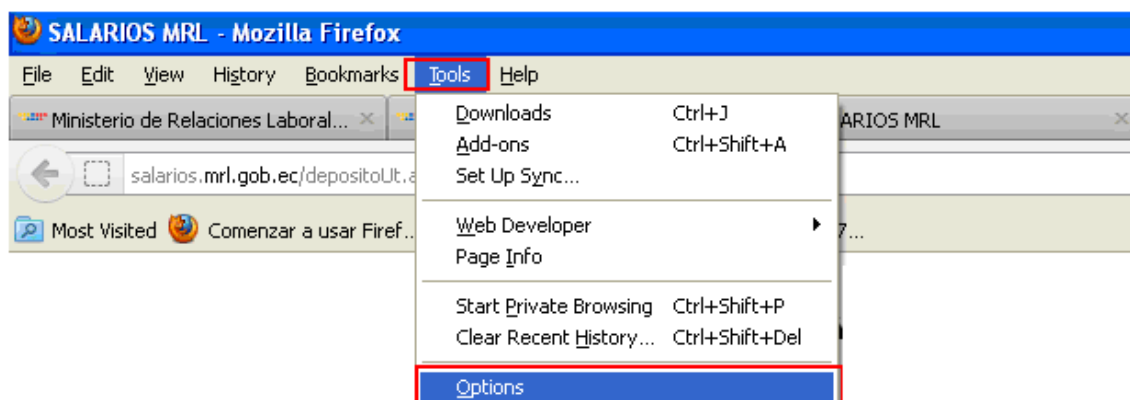 SALARIOS MRL - Mozilla Firefox
File Edit View History Bookmarks Tools Help
Ministerio de Relaciones Laboral... ARIOS MRL
salarios.mrl.gob.ec/depositoUt.a
Most Visited Comenzar a usar Firef... 7...
Downloads Ctrl+J
Add-ons Ctrl+Shift+A
Set Up Sync...
Web Developer
Page Info
Start Private Browsing Ctrl+Shift+P
Clear Recent History... Ctrl+Shift+Del
Options